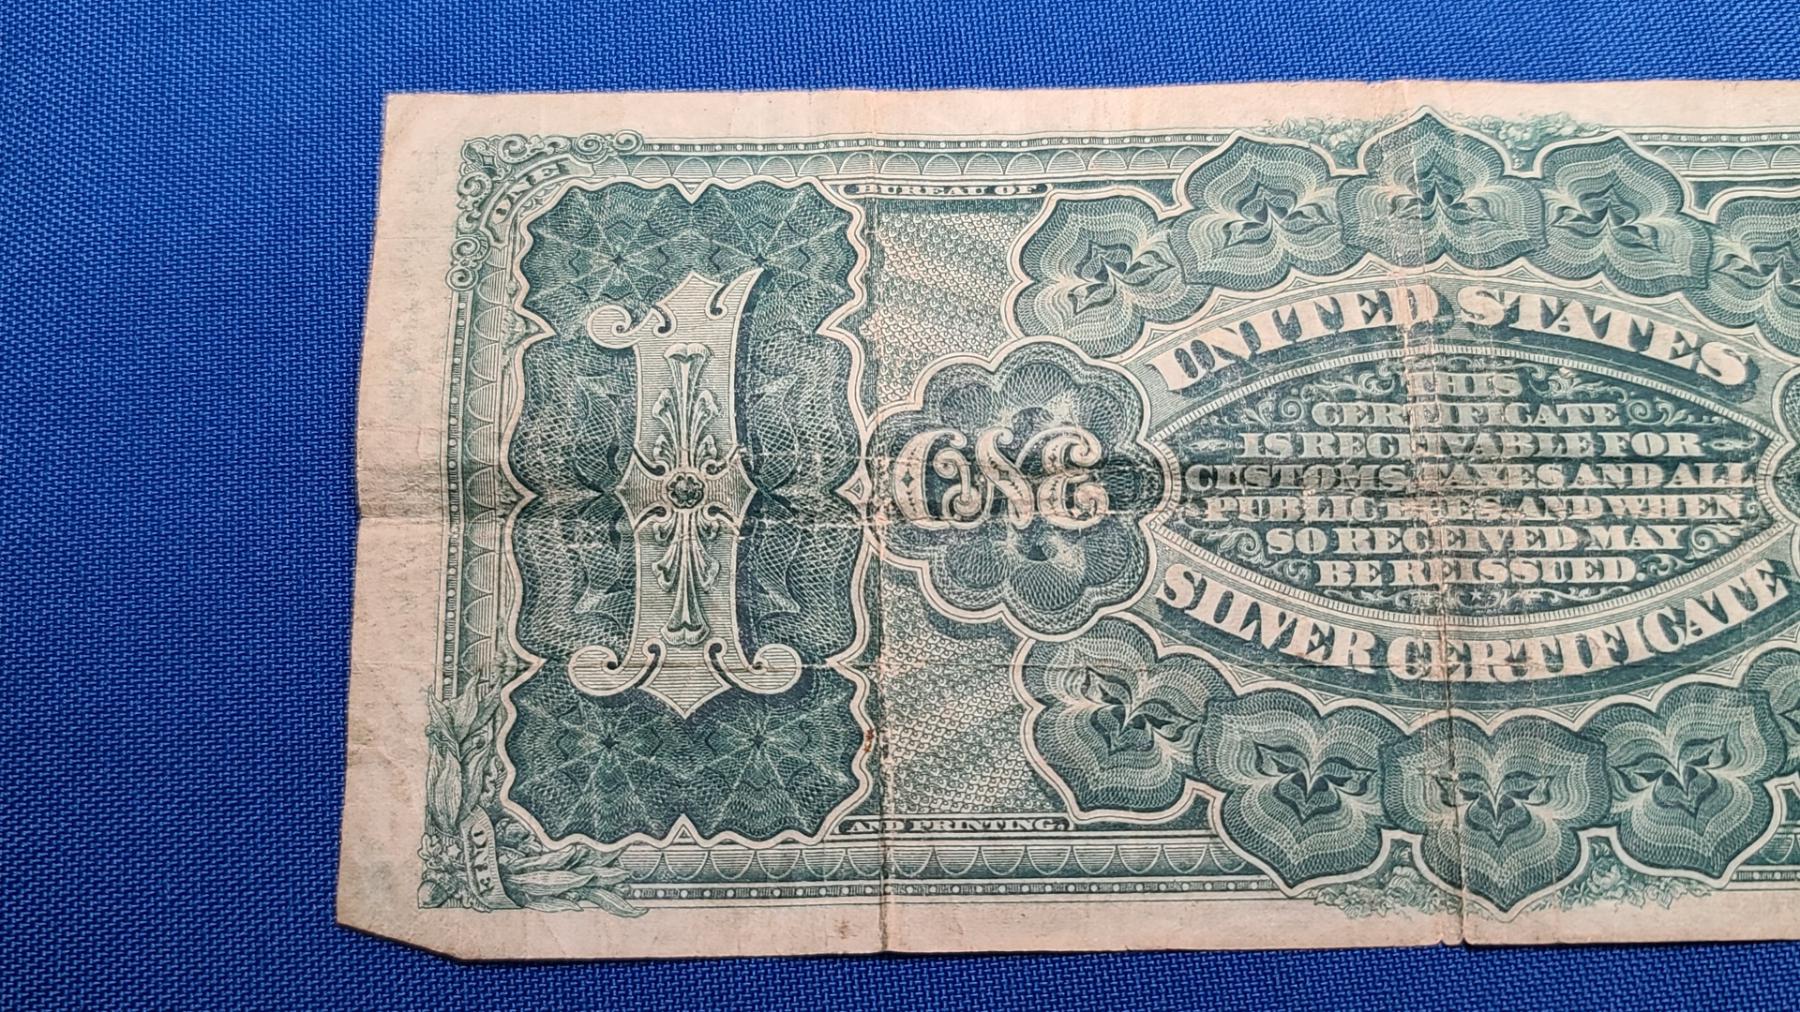 ONE
BUREAU OF
1
UNITED STATES
THIS
CERTIFICATE
IS RECEIVABLE FOR
CUSTOMS, TAXES AND ALL
PUBLIC DUES AND WHEN
SO RECEIVED MAY
BE REISSUED.
SILVER CERTIFICATE
ONE
AND PRINTING.
ONE